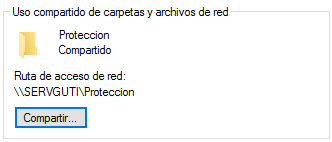 Uso compartido de carpetas y archivos de red
Proteccion
Compartido
Ruta de acceso de red:
\\SERVGUTI\Proteccion
Compartir...